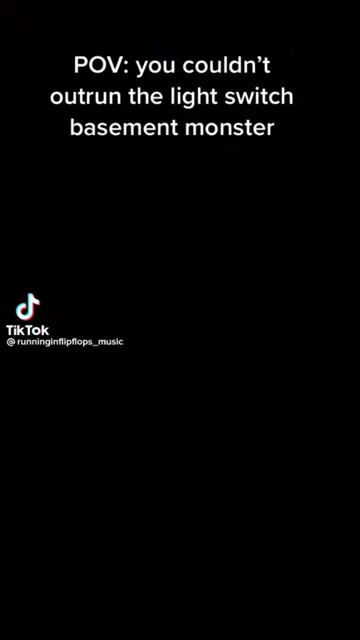 POV: you couldn’t
outrun the light switch
basement monster
TikTok
@runninginflipflops_music